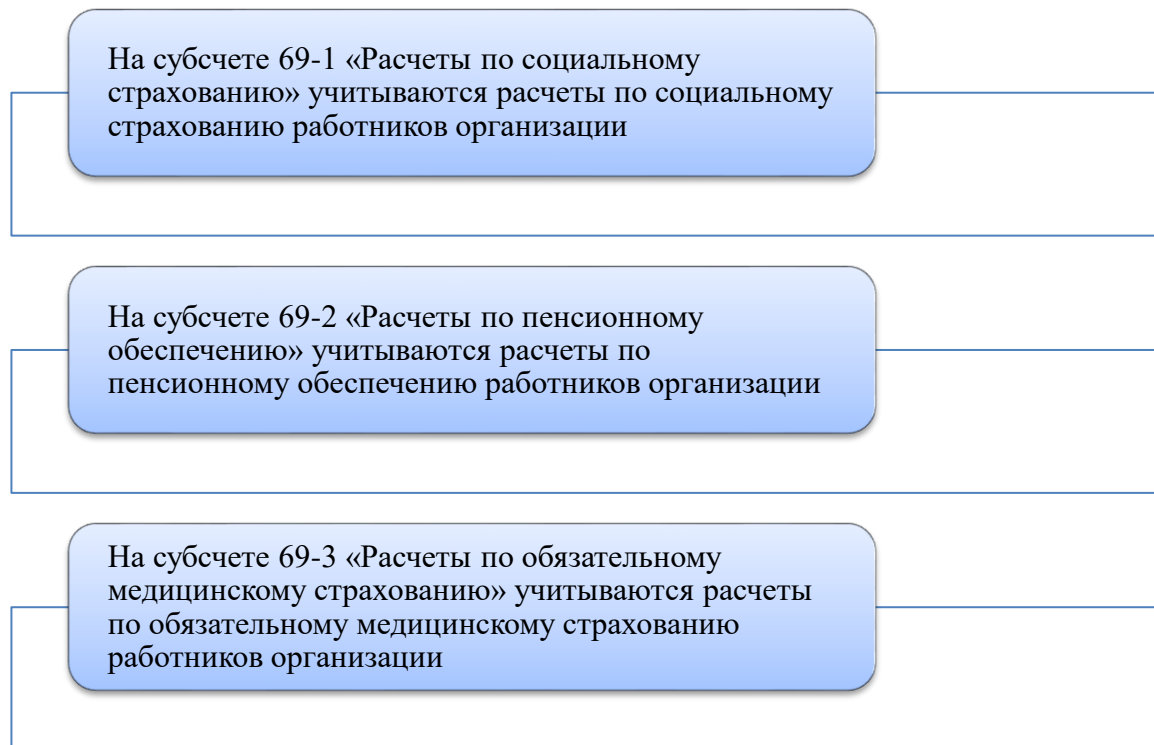 На субсчете 69-1 «Расчеты по социальному
страхованию» учитываются расчеты по социальному
страхованию работников организации
На субсчете 69-2 «Расчеты по пенсионному
обеспечению» учитываются расчеты по
пенсионному обеспечению работников организации
На субсчете 69-3 «Расчеты по обязательному
медицинскому страхованию» учитываются расчеты
по обязательному медицинскому страхованию
работников организации